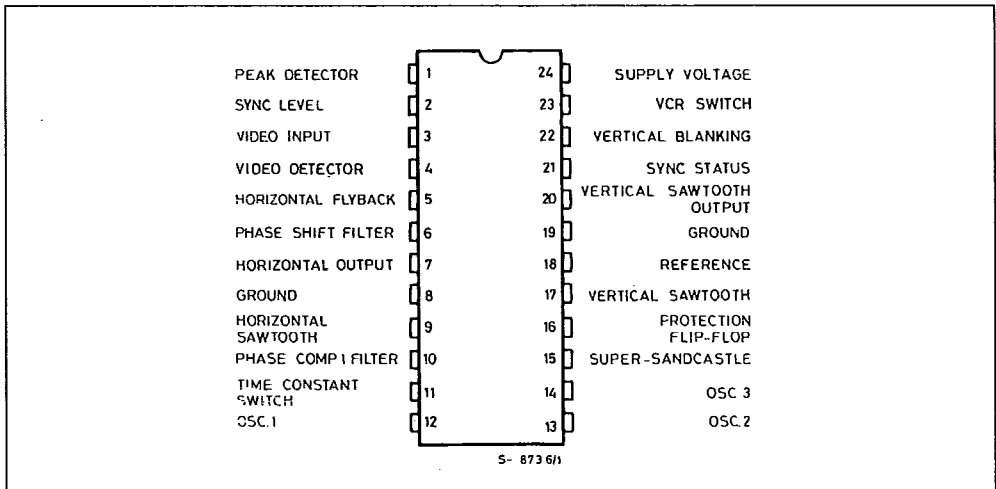 PEAK DETECTOR 1 24 SUPPLY VOLTAGE
SYNC LEVEL 2 23 VCR SWITCH
VIDEO INPUT 3 22 VERTICAL BLANKING
VIDEO DETECTOR 4 21 SYNC STATUS
HORIZONTAL FLYBACK 5 20 VERTICAL SAWTOOTH
OUTPUT
PHASE SHIFT FILTER 6 19 GROUND
HORIZONTAL OUTPUT 7 18 REFERENCE
GROUND 8 17 VERTICAL SAWTOOTH
HORIZONTAL
SAWTOOTH 9 16 PROTECTION
FLIP-FLOP
PHASE COMP 1 FILTER 10 15 SUPER-SANDCASTLE
TIME CONSTANT
SWITCH 11 14 OSC 3
OSC.1 12 13 OSC.2
S- 8736/1